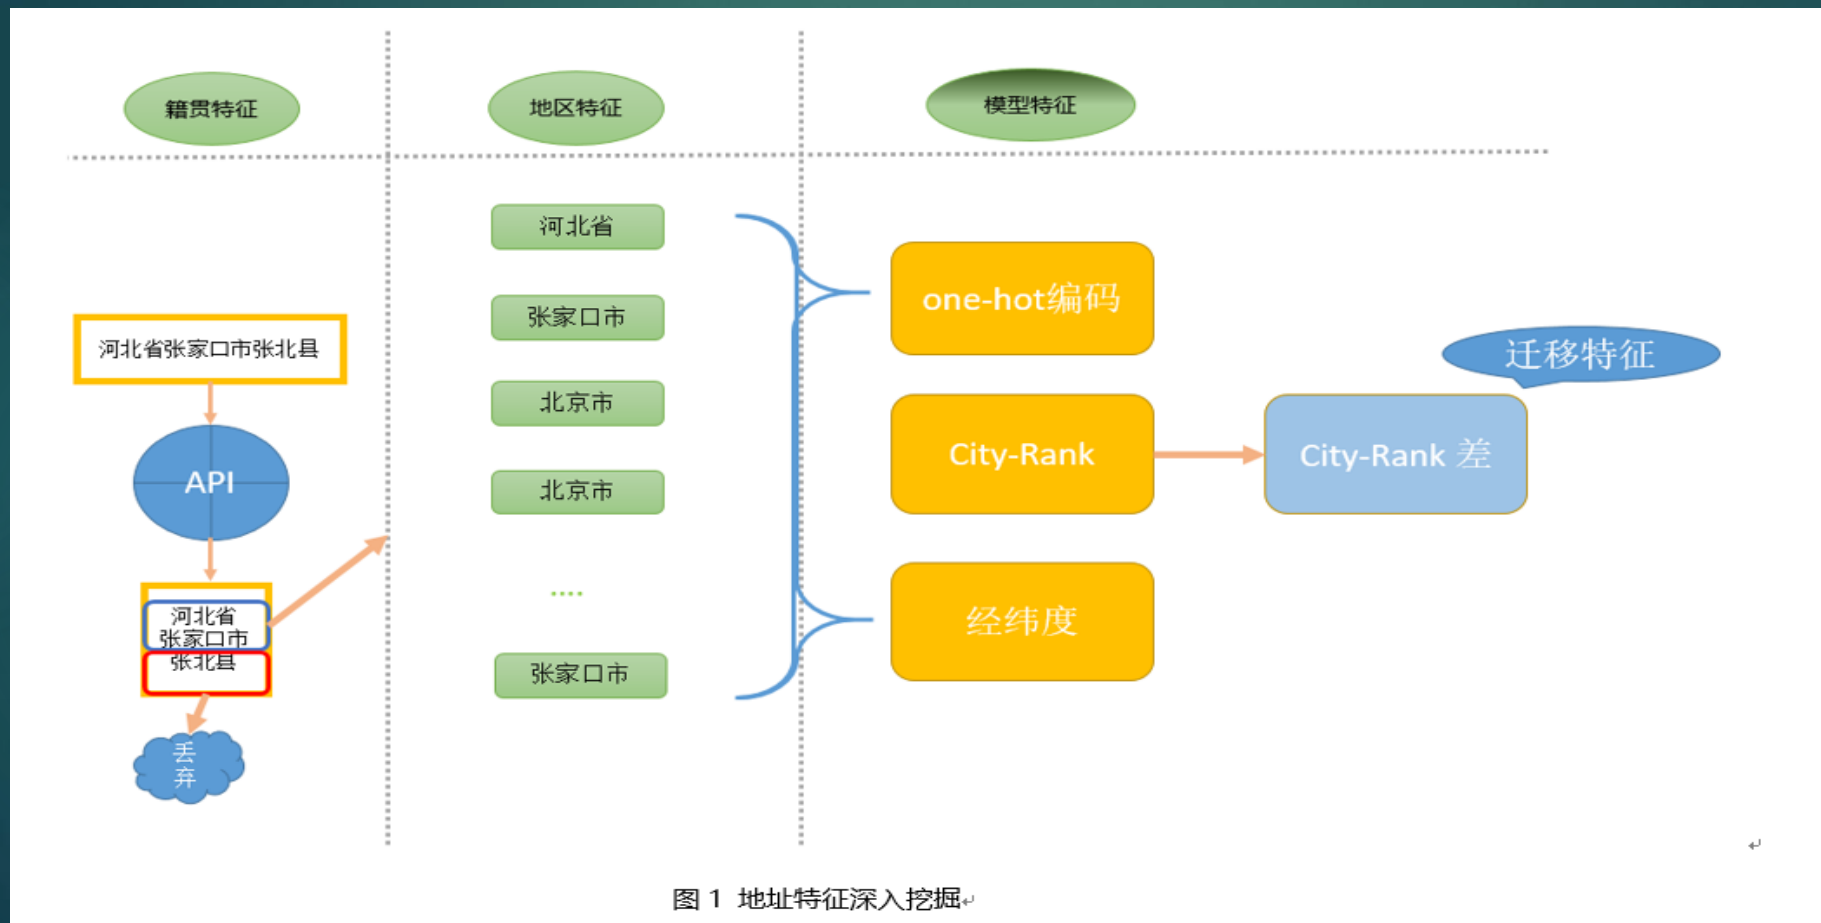 籍贯特征
地区特征
模型特征
河北省张家口市张北县
API
河北省
张家口市
张北县
丢
弃
河北省
张家口市
北京市
北京市
....
张家口市
one-hot编码
City-Rank
经纬度
City-Rank 差
迁移特征
图 1 地址特征深入挖掘